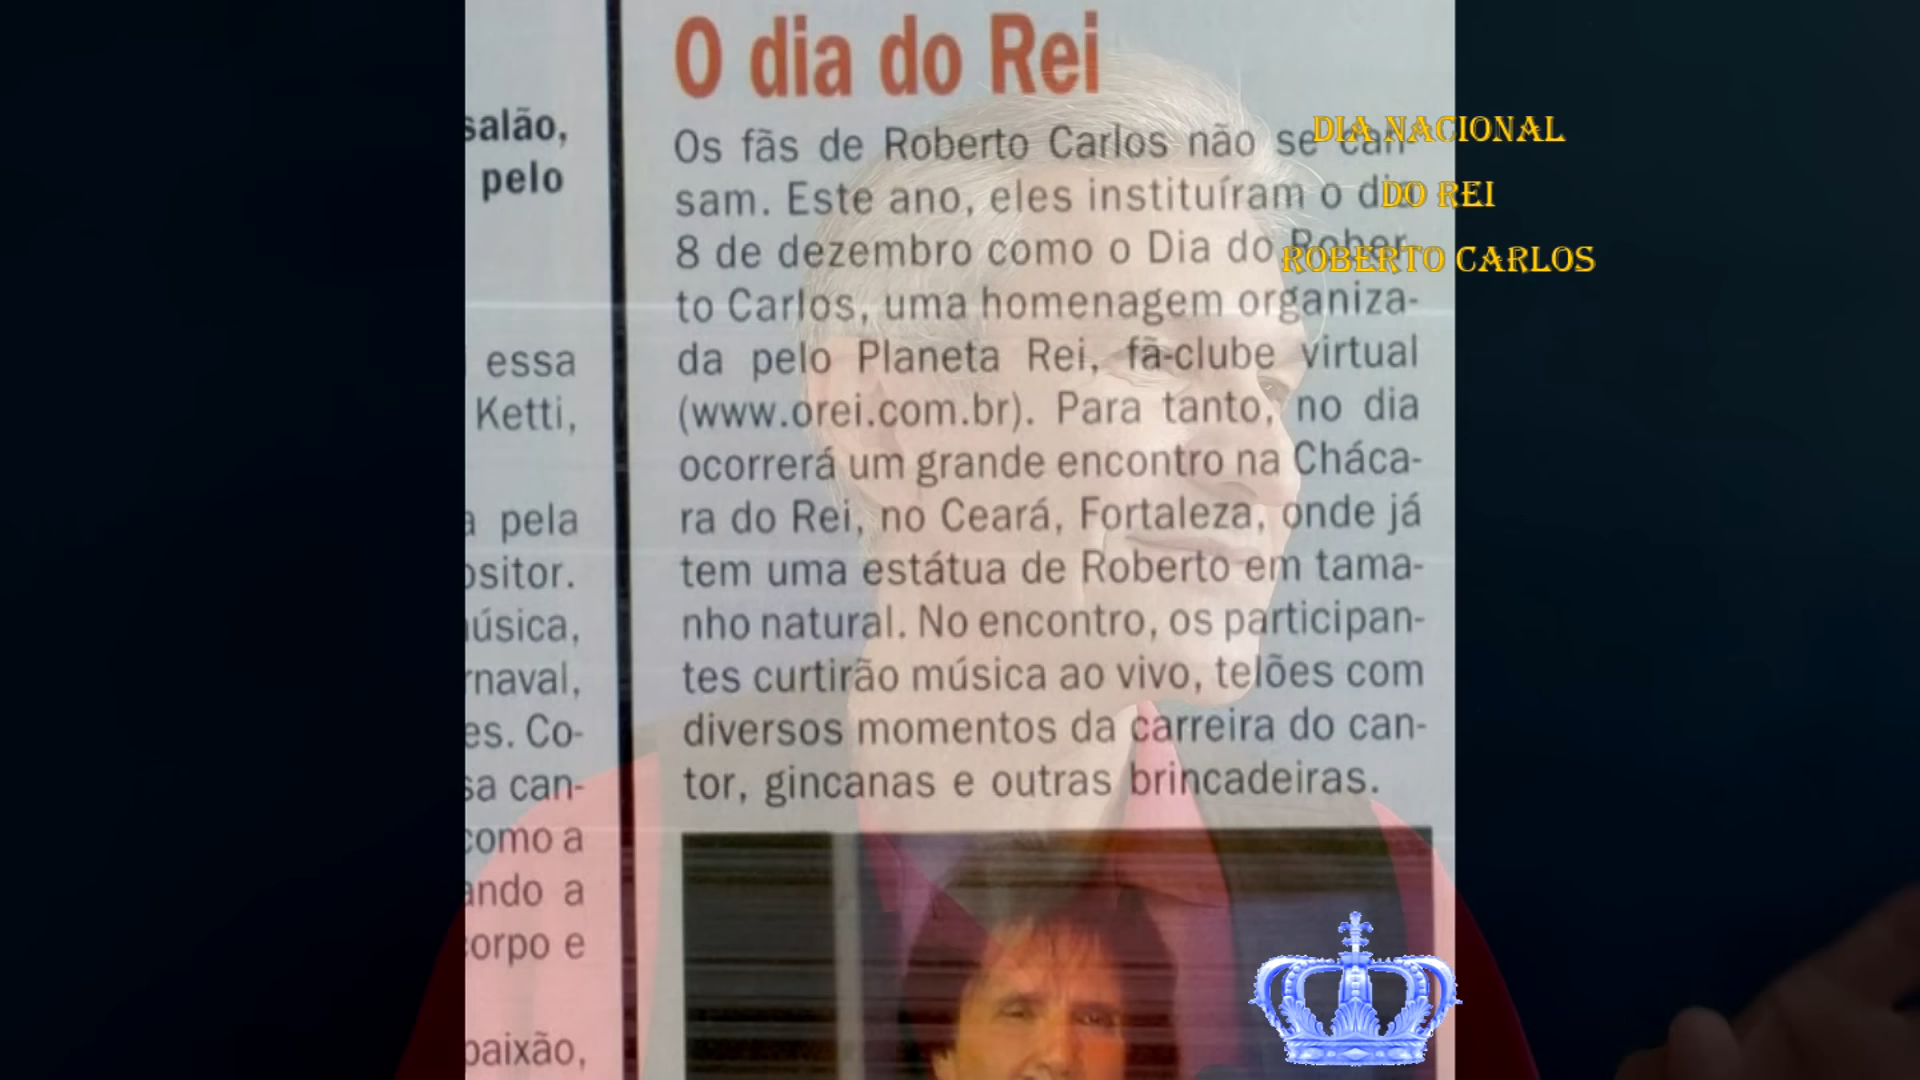 O dia do Rei
Os fãs de Roberto Carlos não se can-
sam. Este ano, eles instituíram o dia
8 de dezembro como o Dia do Rober-
to Carlos, uma homenagem organiza-
da pelo Planeta Rei, fã-clube virtual
(www.orei.com.br). Para tanto, no dia
ocorrerá um grande encontro na Cháca-
ra do Rei, no Ceará, Fortaleza, onde já
tem uma estátua de Roberto em tama-
nho natural. No encontro, os participan-
tes curtirão música ao vivo, telões com
diversos momentos da carreira do can-
tor, gincanas e outras brincadeiras.
DIA NACIONAL
DO REI
ROBERTO CARLOS
salão,
pelo
essa
Ketti,
a pela
ositor.
úsica,
rnaval,
es. Co-
sa can-
como a
ando a
corpo e
paixão,